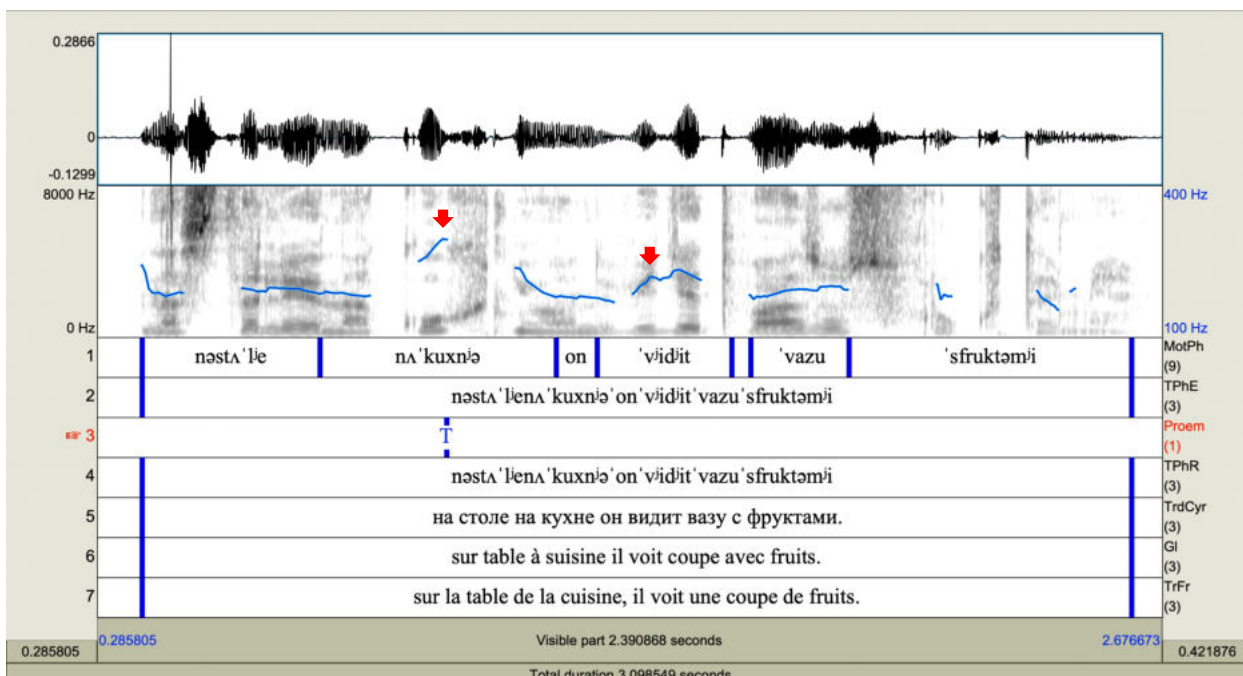 0.2866
0
-0.1299
8000 Hz 400 Hz
0 Hz 100 Hz
1 nəstʌˈlʲe nʌˈkuxnʲə on ˈvʲidʲit ˈvazu ˈsfruktəmʲi MotPh (9)
2 nəstʌˈlʲenʌˈkuxnʲəˈonˈvʲidʲitˈvazuˈsfruktəmʲi TPhE (3)
☞ 3 T Proem (1)
4 nəstʌˈlʲenʌˈkuxnʲəˈonˈvʲidʲitˈvazuˈsfruktəmʲi TPhR (3)
5 на столе на кухне он видит вазу с фруктами. TrdCyr (3)
6 sur table à suisine il voit coupe avec fruits. Gl (3)
7 sur la table de la cuisine, il voit une coupe de fruits. TrFr (3)
0.285805 Visible part 2.390868 seconds 2.676673
0.285805 0.421876
Total duration 3.098549 seconds